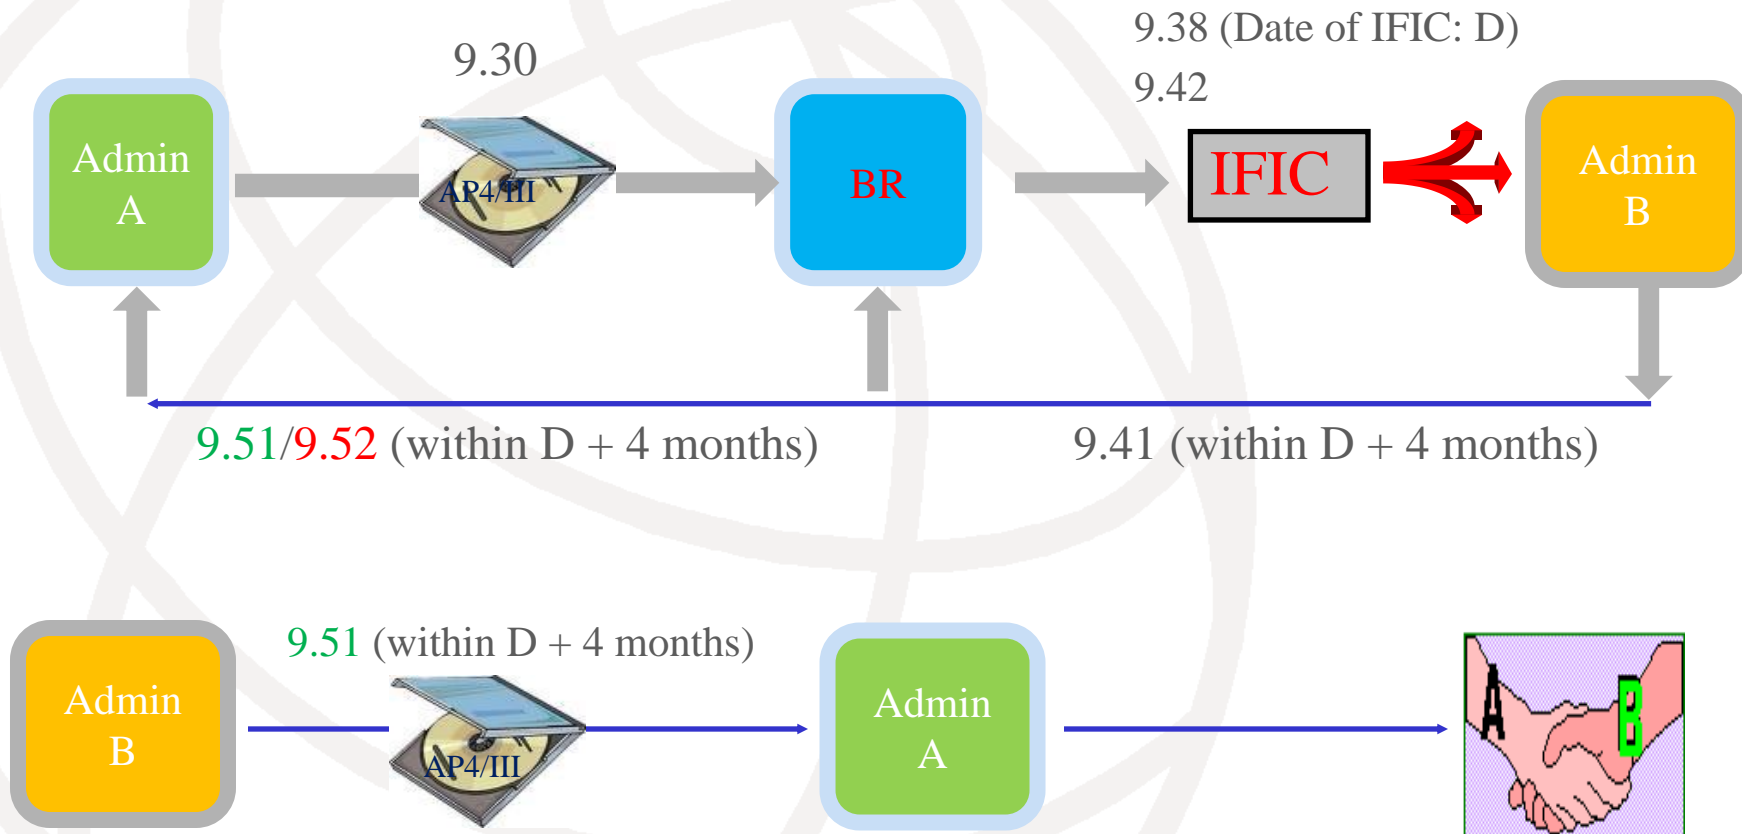 9.38 (Date of IFIC: D)
9.30
9.42
Admin
A
AP4/III
BR
IFIC
Admin
B
9.51/9.52 (within D + 4 months)
9.41 (within D + 4 months)
9.51 (within D + 4 months)
Admin
B
AP4/III
Admin
A
A
B